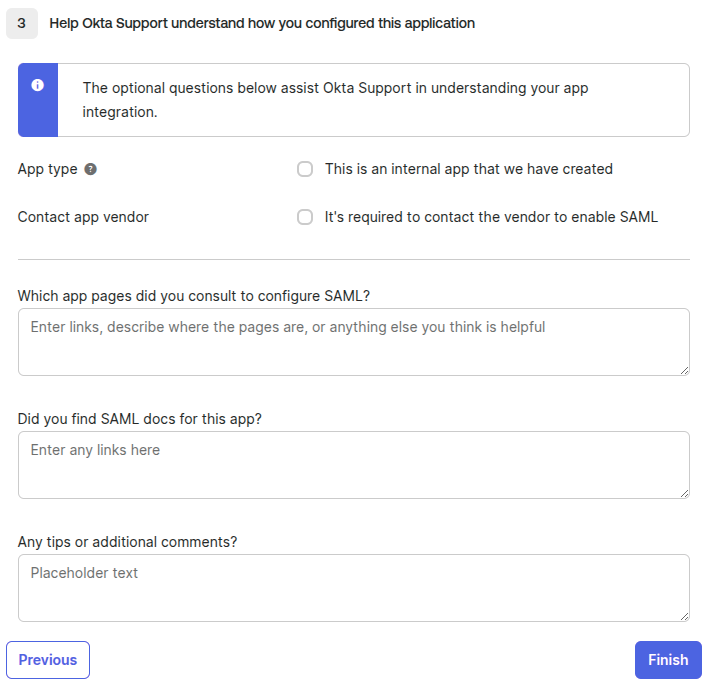 3 Help Okta Support understand how you configured this application
The optional questions below assist Okta Support in understanding your app
integration.
App type ? This is an internal app that we have created
Contact app vendor It's required to contact the vendor to enable SAML
Which app pages did you consult to configure SAML?
Enter links, describe where the pages are, or anything else you think is helpful
Did you find SAML docs for this app?
Enter any links here
Any tips or additional comments?
Placeholder text
Previous Finish